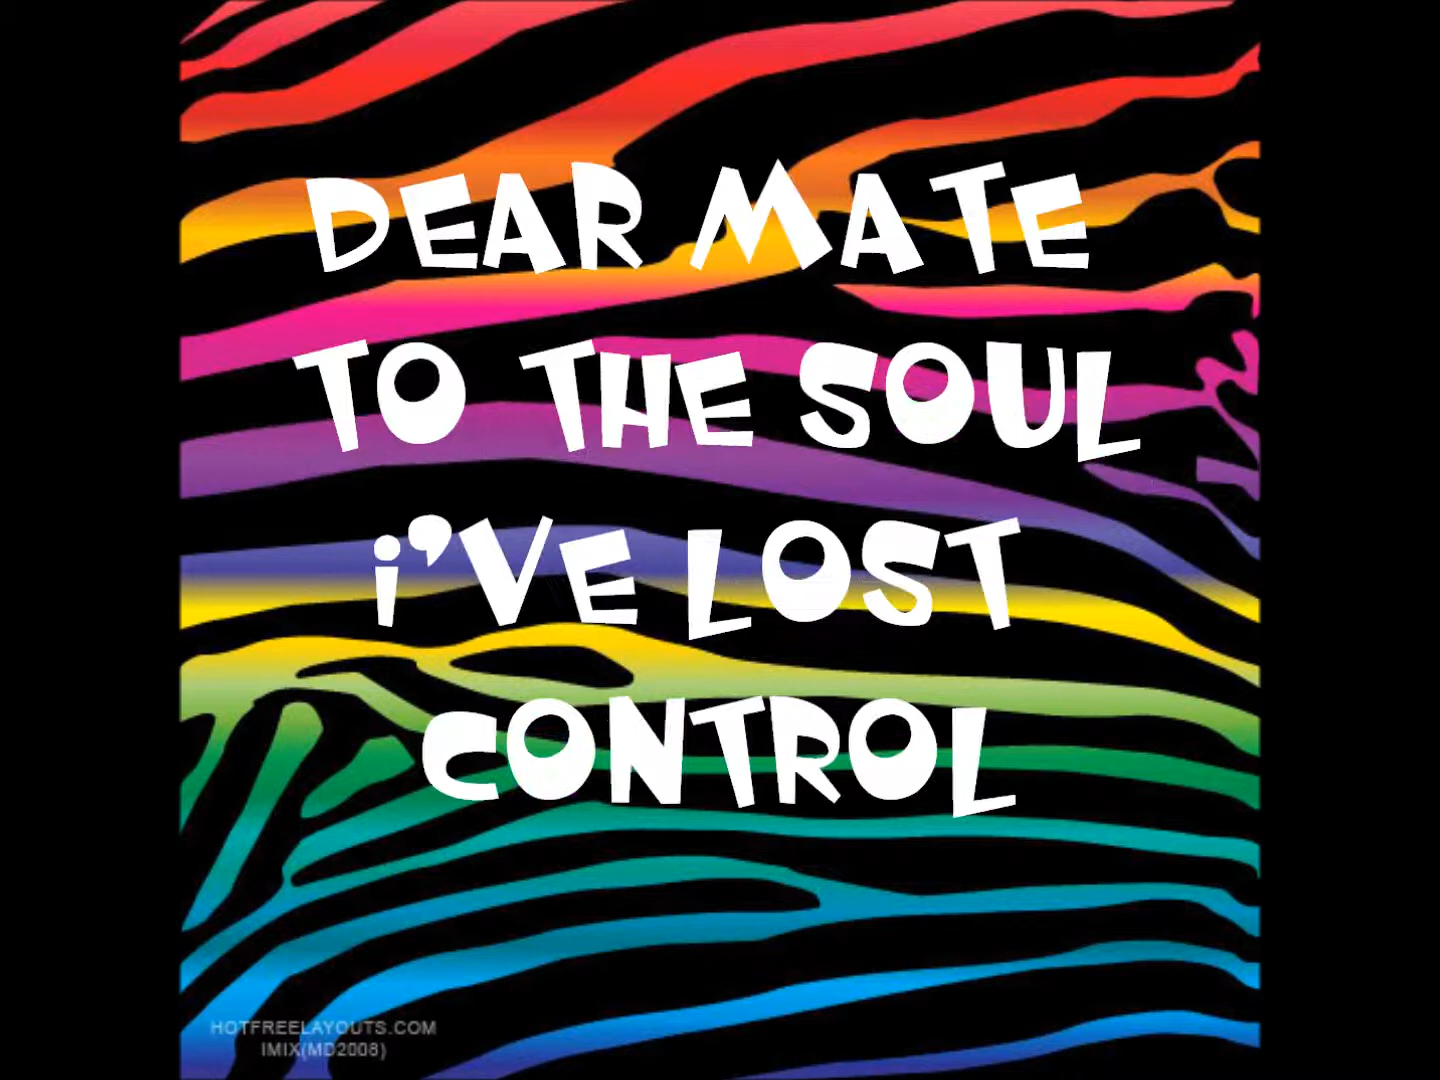 DEAR MATE
TO THE SOUL
i'VE LOST
CONTROL
HOTFREELAYOUTS.COM
IMIX(MD2008)